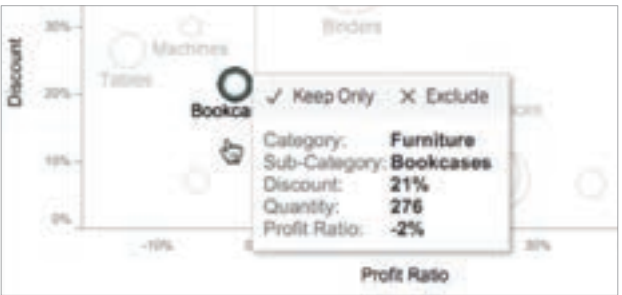 30%
Binders
Machines
Discount
Tables
20%
Bookca
✓ Keep Only ✕ Exclude
Category: Furniture
Sub-Category: Bookcases
Discount: 21%
Quantity: 276
Profit Ratio: -2%
10%
0%
-10%
30%
Profit Ratio